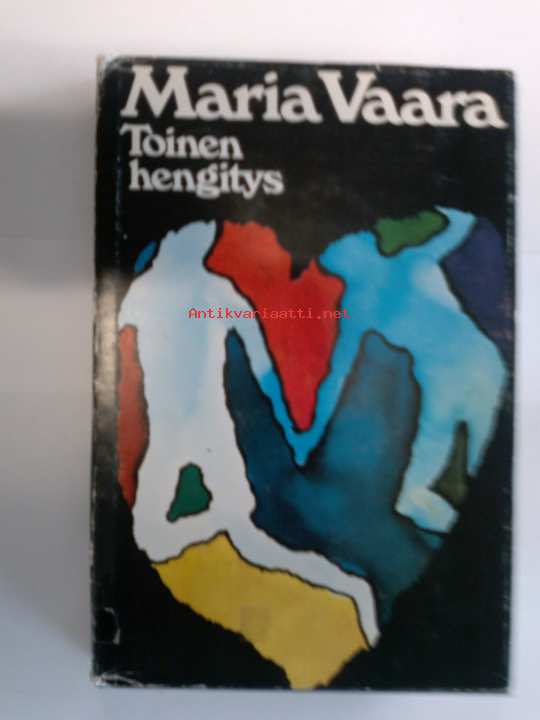 Maria Vaara
Toinen
hengitys
Antikvariaatti.net